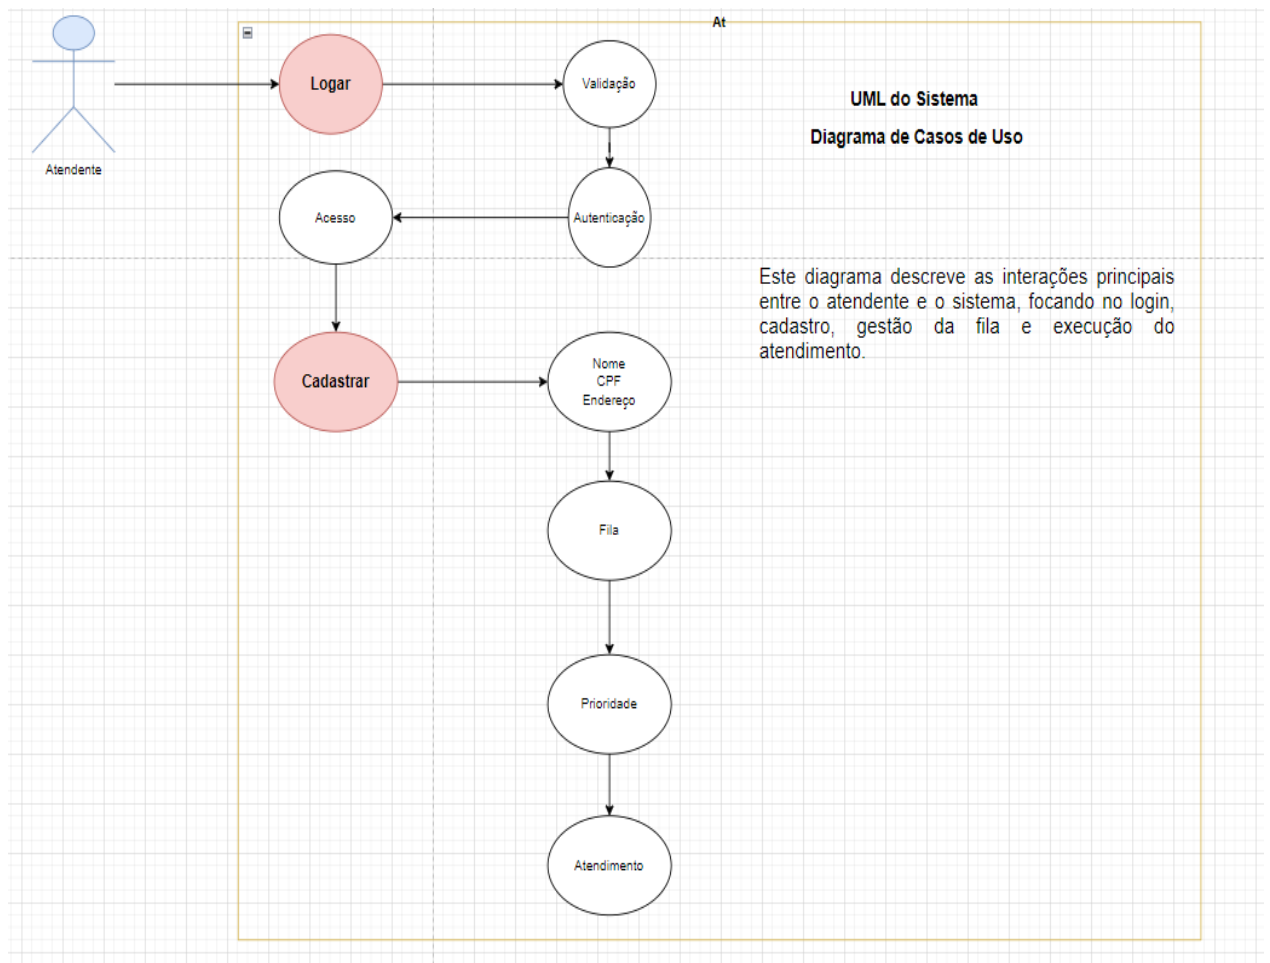 At
Logar
Validação
UML do Sistema
Diagrama de Casos de Uso
Atendente
Acesso
Autenticação
Este diagrama descreve as interações principais
entre o atendente e o sistema, focando no login,
cadastro, gestão da fila e execução do
atendimento.
Cadastrar
Nome
CPF
Endereço
Fila
Prioridade
Atendimento